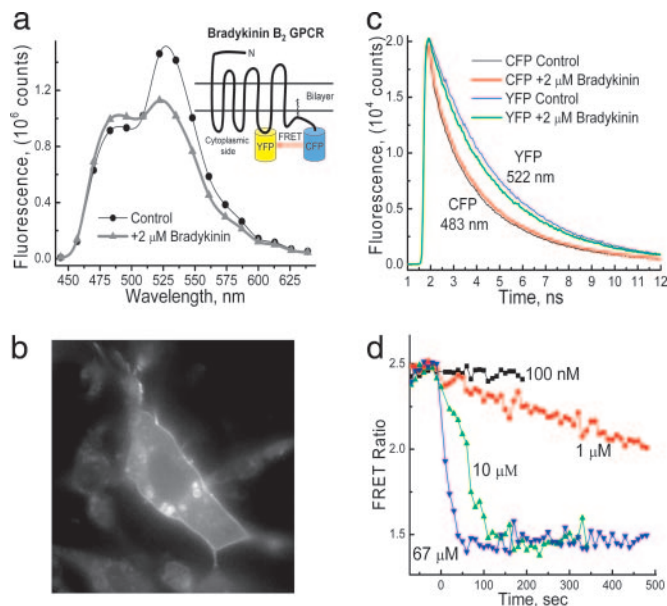 a
Bradykinin B2 GPCR
N
Bilayer
Cytoplasmic
side
YFP
FRET
CFP
Fluorescence, (10⁶ counts)
1.2
0.8
0.4
0.0
Control
+2 μM Bradykinin
450 475 500 525 550 575 600 625
Wavelength, nm
b
c
CFP Control
CFP +2 μM Bradykinin
YFP Control
YFP +2 μM Bradykinin
YFP
522 nm
CFP
483 nm
Fluorescence, (10⁴ counts)
2.0
1.5
1.0
0.5
0.0
1 2 3 4 5 6 7 8 9 10 11 12
Time, ns
d
FRET Ratio
2.5
2.0
1.5
100 nM
1 μM
10 μM
67 μM
0 100 200 300 400 500
Time, sec